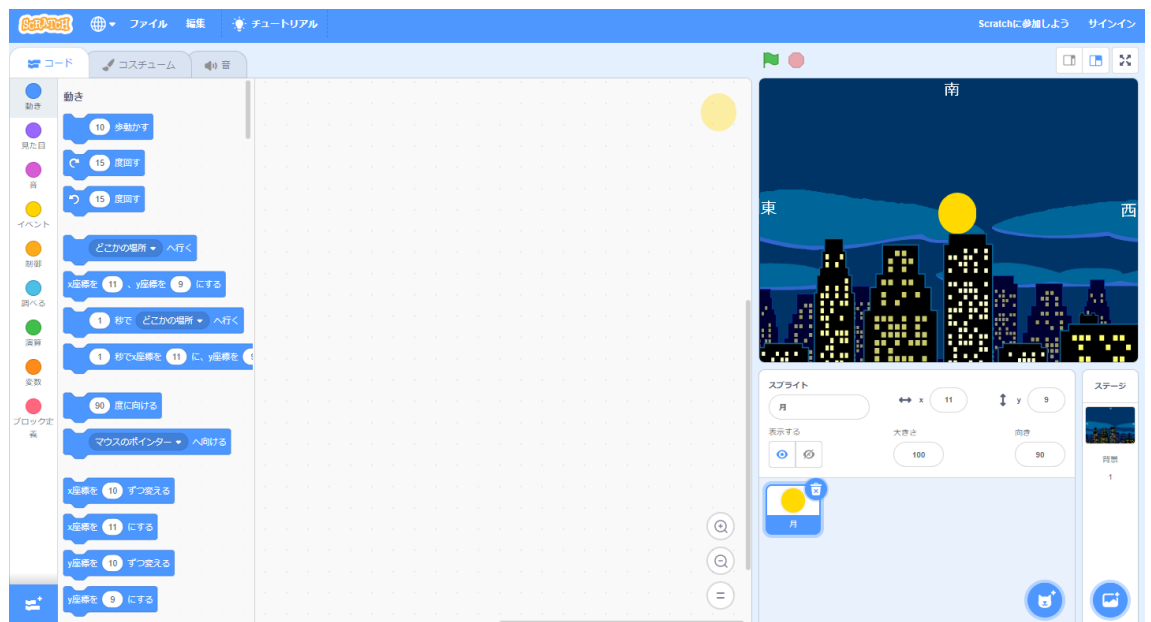 SCRATCH ファイル 編集 チュートリアル Scratchに参加しよう サインイン
コード コスチューム 音
動き
見た目
音
イベント
制御
調べる
演算
変数
ブロック定
義
動き
10 歩動かす
15 度回す
15 度回す
どこかの場所 へ行く
x座標を 11 、y座標を 9 にする
1 秒で どこかの場所 へ行く
1 秒でx座標を 11 に、y座標を
90 度に向ける
マウスのポインター へ向ける
x座標を 10 ずつ変える
x座標を 11 にする
y座標を 10 ずつ変える
y座標を 9 にする
南
東 西
スプライト
月 x 11 y 9
表示する 大きさ 向き
100 90
月
ステージ
背景
1